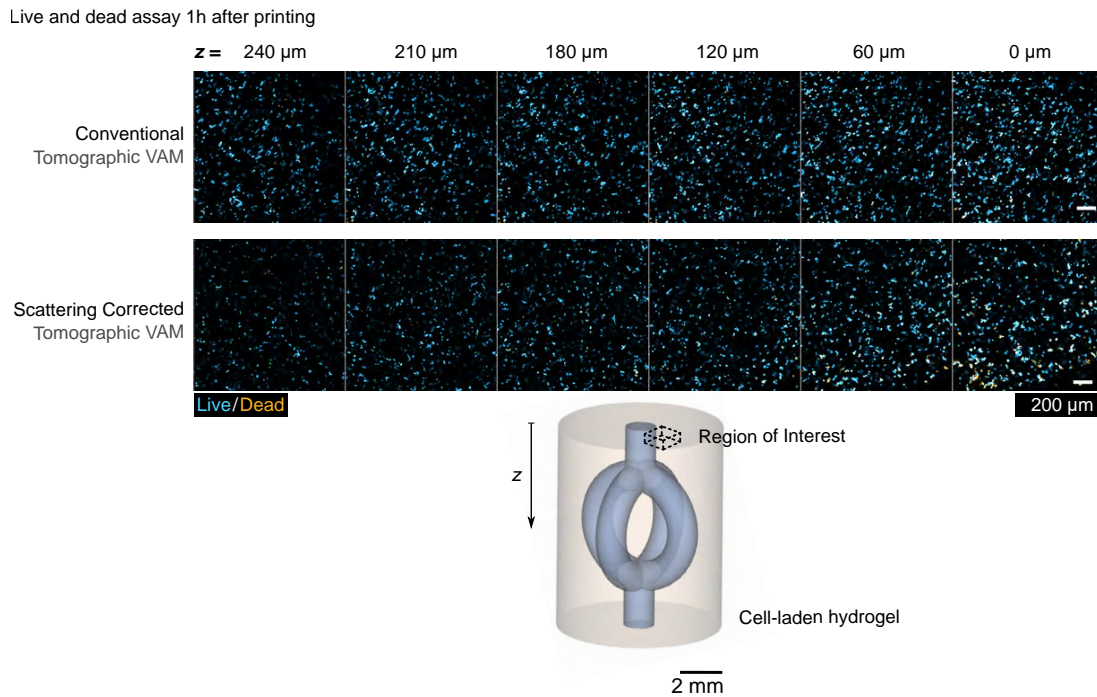 Live and dead assay 1h after printing
z = 240 µm 210 µm 180 µm 120 µm 60 µm 0 µm
Conventional
Tomographic VAM
Scattering Corrected
Tomographic VAM
Live/Dead
200 µm
Region of Interest
z
Cell-laden hydrogel
2 mm